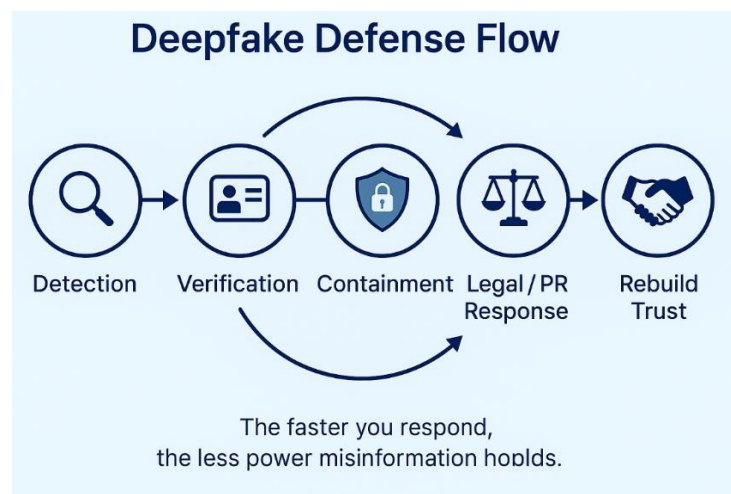 Deepfake Defense Flow
Detection
Verification
Containment
Legal/PR
Response
Rebuild
Trust
The faster you respond,
the less power misinformation hoplds.